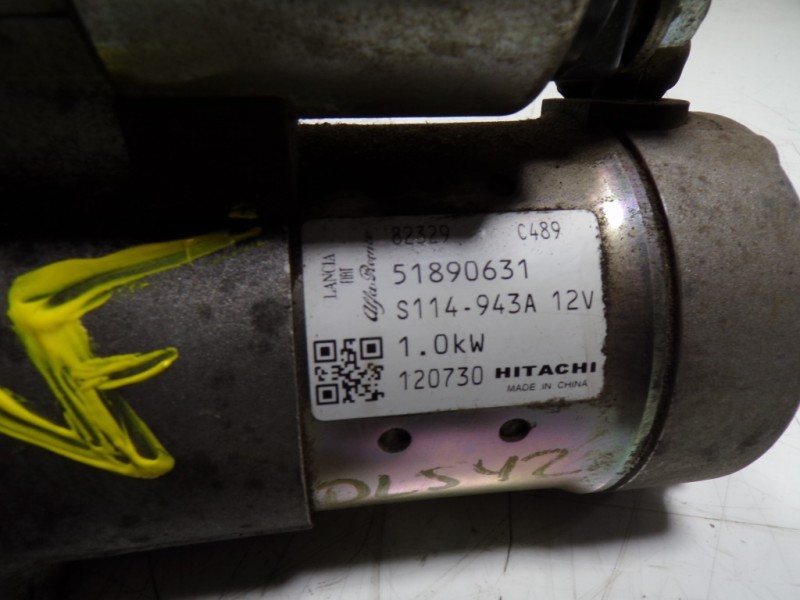 82329 C489
LANCIA
FIAT
Alfa Romeo
51890631
S114-943A 12V
1.0kW
120730 HITACHI
MADE IN CHINA